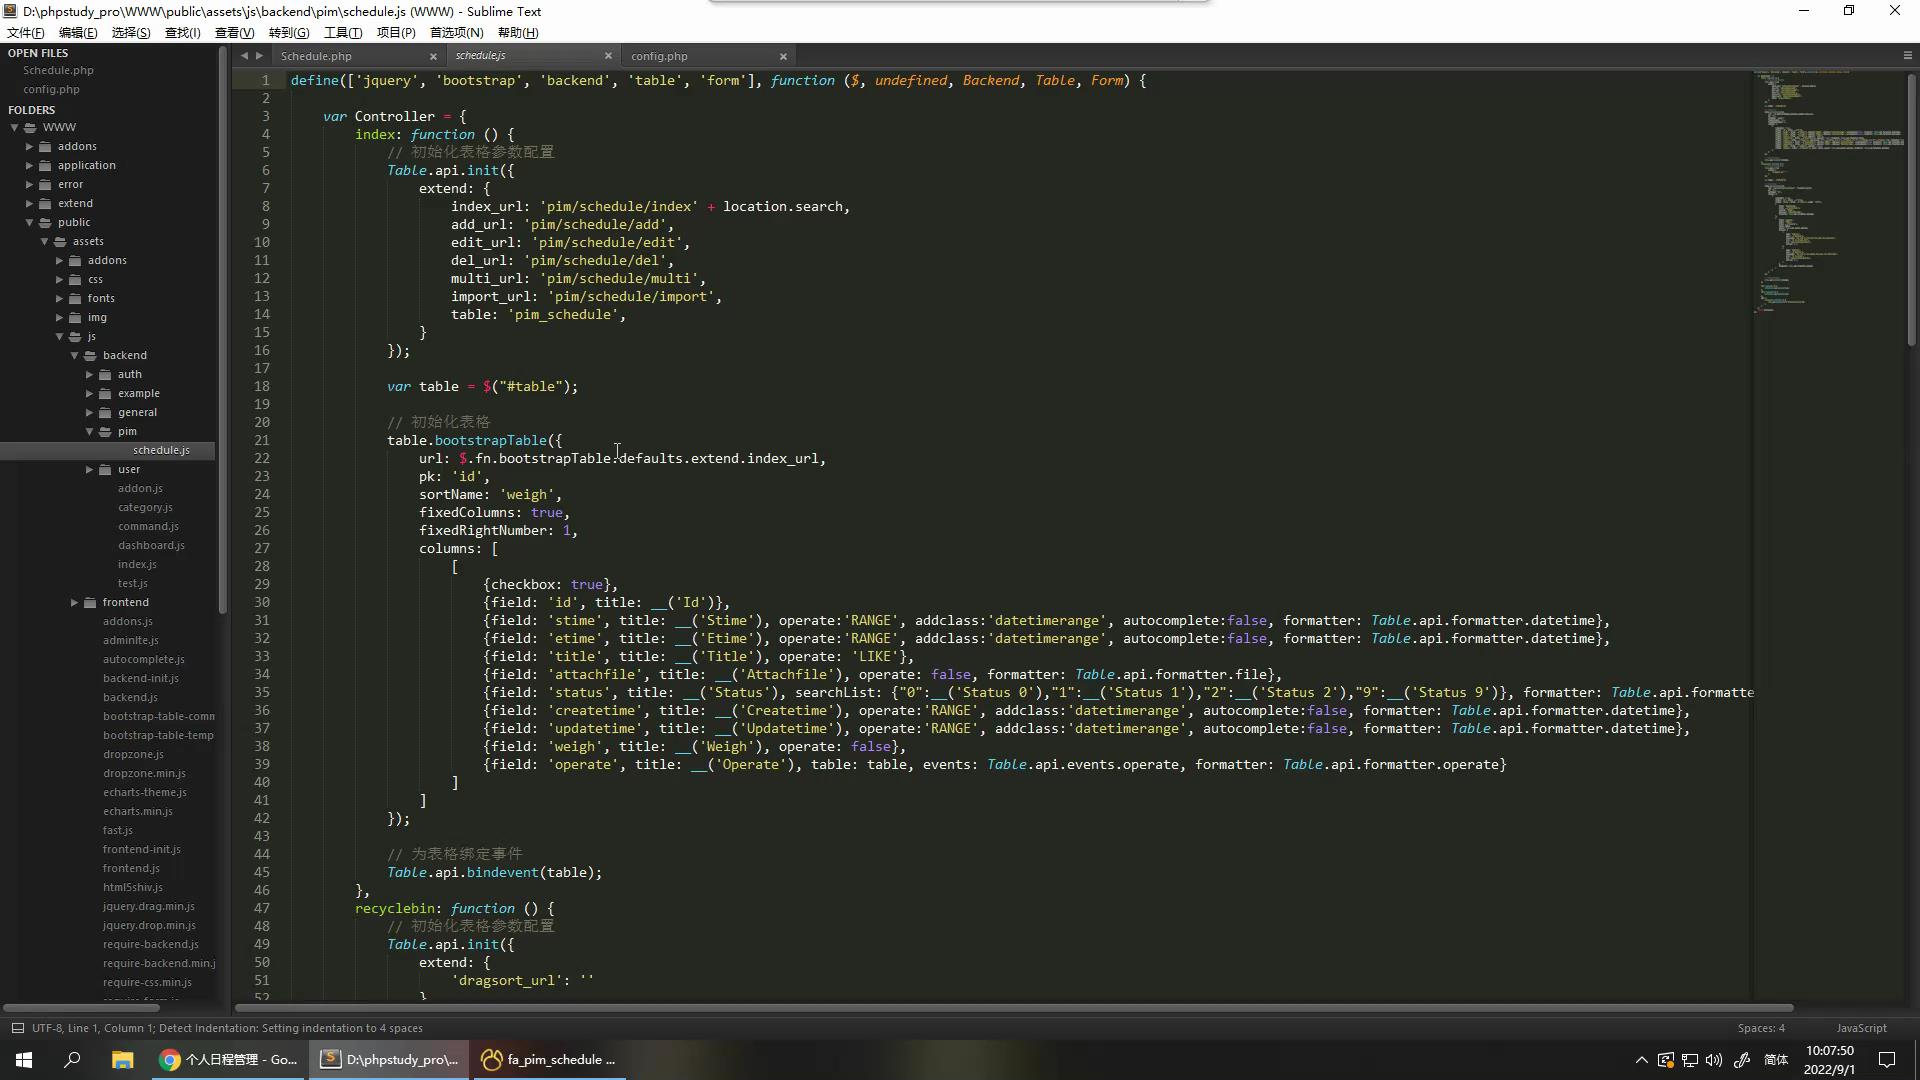 D:\phpstudy_pro\WWW\public\assets\js\backend\pim\schedule.js (WWW) - Sublime Text
文件(F) 编辑(E) 选择(S) 查找(I) 查看(V) 转到(G) 工具(T) 项目(P) 首选项(N) 帮助(H)
OPEN FILES
Schedule.php
config.php
FOLDERS
WWW
addons
application
error
extend
public
assets
addons
css
fonts
img
js
backend
auth
example
general
pim
schedule.js
user
addon.js
category.js
command.js
dashboard.js
index.js
test.js
frontend
addons.js
adminlte.js
autocomplete.js
backend-init.js
backend.js
bootstrap-table-comm
bootstrap-table-temp
dropzone.js
dropzone.min.js
echarts-theme.js
echarts.min.js
fast.js
frontend-init.js
frontend.js
html5shiv.js
jquery.drag.min.js
jquery.drop.min.js
require-backend.js
require-backend.min.j
require-css.min.js
Schedule.php schedule.js config.php
1 define(['jquery', 'bootstrap', 'backend', 'table', 'form'], function ($, undefined, Backend, Table, Form) {
2
3 var Controller = {
4 index: function () {
5 // 初始化表格参数配置
6 Table.api.init({
7 extend: {
8 index_url: 'pim/schedule/index' + location.search,
9 add_url: 'pim/schedule/add',
10 edit_url: 'pim/schedule/edit',
11 del_url: 'pim/schedule/del',
12 multi_url: 'pim/schedule/multi',
13 import_url: 'pim/schedule/import',
14 table: 'pim_schedule',
15 }
16 });
17
18 var table = $("#table");
19
20 // 初始化表格
21 table.bootstrapTable({
22 url: $.fn.bootstrapTable.defaults.extend.index_url,
23 pk: 'id',
24 sortName: 'weigh',
25 fixedColumns: true,
26 fixedRightNumber: 1,
27 columns: [
28 [
29 {checkbox: true},
30 {field: 'id', title: __('Id')},
31 {field: 'stime', title: __('Stime'), operate:'RANGE', addclass:'datetimerange', autocomplete:false, formatter: Table.api.formatter.datetime},
32 {field: 'etime', title: __('Etime'), operate:'RANGE', addclass:'datetimerange', autocomplete:false, formatter: Table.api.formatter.datetime},
33 {field: 'title', title: __('Title'), operate: 'LIKE'},
34 {field: 'attachfile', title: __('Attachfile'), operate: false, formatter: Table.api.formatter.file},
35 {field: 'status', title: __('Status'), searchList: {"0":__('Status 0'),"1":__('Status 1'),"2":__('Status 2'),"9":__('Status 9')}, formatter: Table.api.formatte
36 {field: 'createtime', title: __('Createtime'), operate:'RANGE', addclass:'datetimerange', autocomplete:false, formatter: Table.api.formatter.datetime},
37 {field: 'updatetime', title: __('Updatetime'), operate:'RANGE', addclass:'datetimerange', autocomplete:false, formatter: Table.api.formatter.datetime},
38 {field: 'weigh', title: __('Weigh'), operate: false},
39 {field: 'operate', title: __('Operate'), table: table, events: Table.api.events.operate, formatter: Table.api.formatter.operate}
40 ]
41 ]
42 });
43
44 // 为表格绑定事件
45 Table.api.bindevent(table);
46 },
47 recyclebin: function () {
48 // 初始化表格参数配置
49 Table.api.init({
50 extend: {
51 'dragsort_url': ''
52 }
UTF-8, Line 1, Column 1; Detect Indentation: Setting indentation to 4 spaces Spaces: 4 JavaScript
个人日程管理 - Go... D:\phpstudy_pro\... fa_pim_schedule ... 简体 10:07:50
2022/9/1